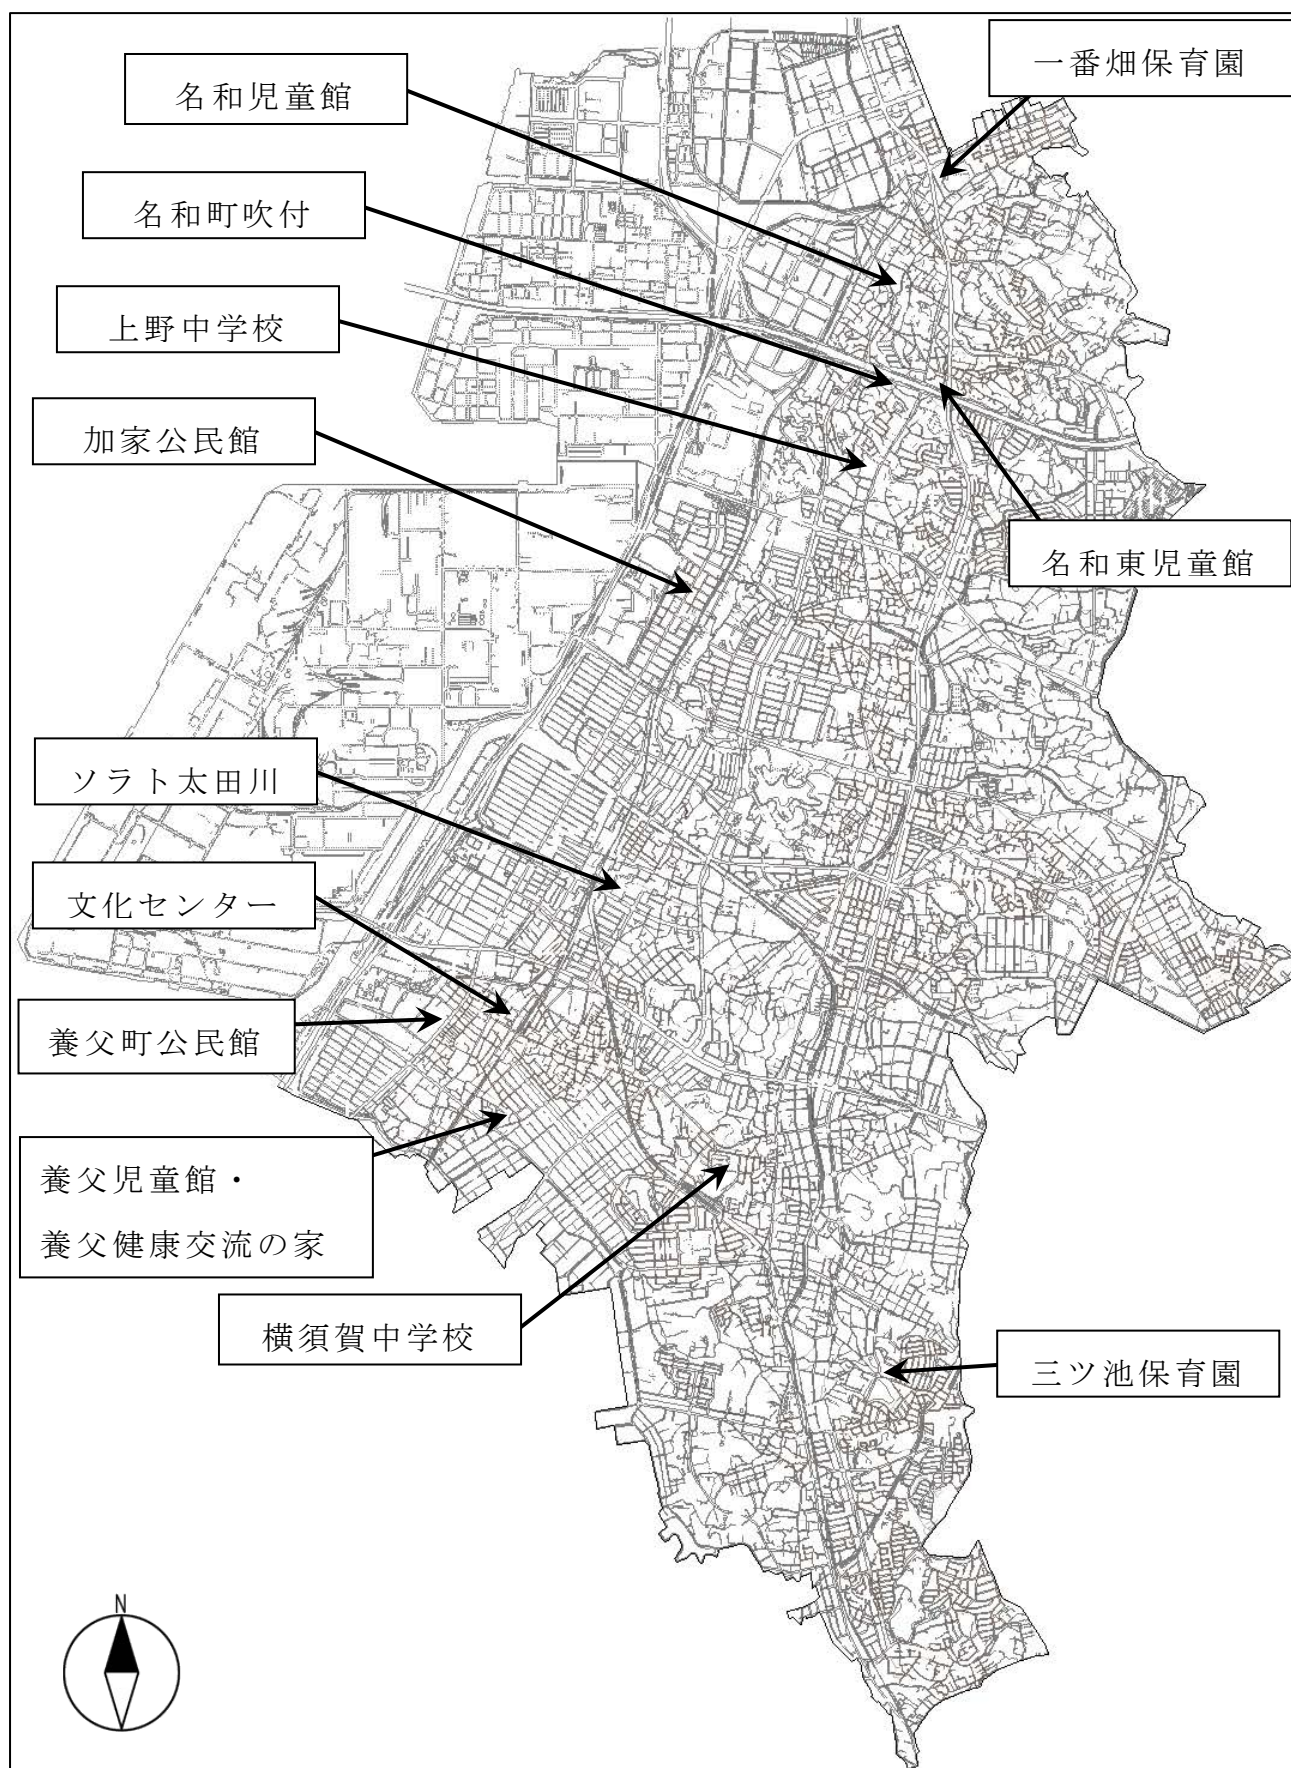 一番畑保育園
名和児童館
名和町吹付
上野中学校
加家公民館
名和東児童館
ソラト太田川
文化センター
養父町公民館
養父児童館・
養父健康交流の家
横須賀中学校
三ツ池保育園
N